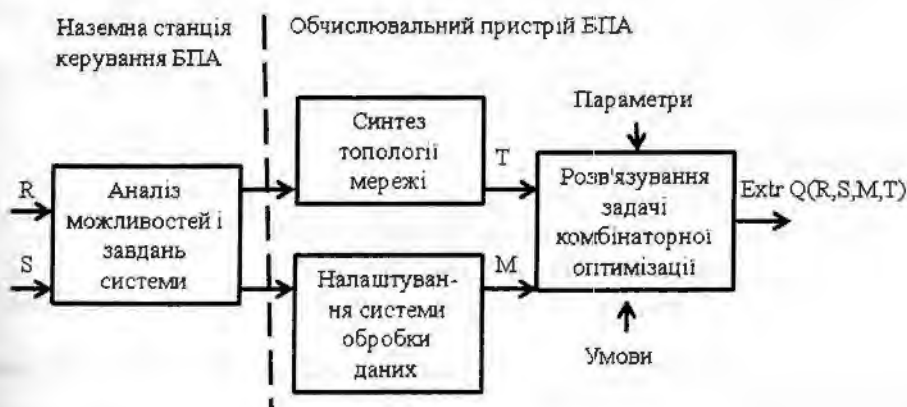 Наземна станція
керування БПА
Обчислювальний пристрій БПА
R
S
Аналіз
можливостей і
завдань
системи
Синтез
топології
мережі
T
Налаштуван-
ня системи
обробки
даних
M
Параметри
Розв'язування
задачі
комбінаторної
оптимізації
Умови
Extr Q(R,S,M,T)